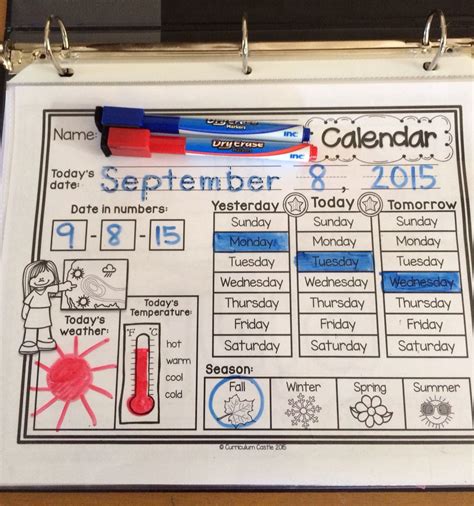 Dry Erase
Markers
INC
Dry Erase
INC
Name:
Calendar
Today's
date: September 8, 2015
Date in numbers:
9 - 8 - 15
Yesterday Today Tomorrow
Sunday Sunday Sunday
Monday Monday Monday
Tuesday Tuesday Tuesday
Wednesday Wednesday Wednesday
Thursday Thursday Thursday
Friday Friday Friday
Saturday Saturday Saturday
Today's
weather:
Today's
Temperature:
F C
hot
warm
cool
cold
Season:
Fall Winter Spring Summer
© Curriculum Castle 2015